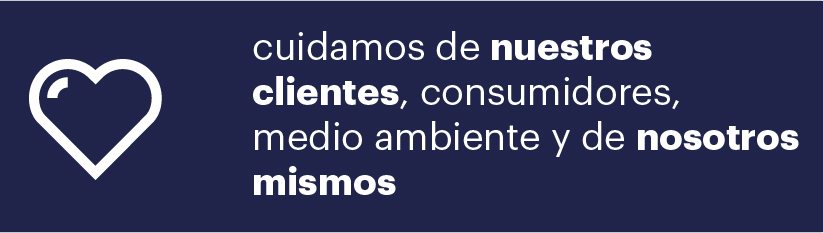 cuidamos de nuestros
clientes, consumidores,
medio ambiente y de nosotros
mismos